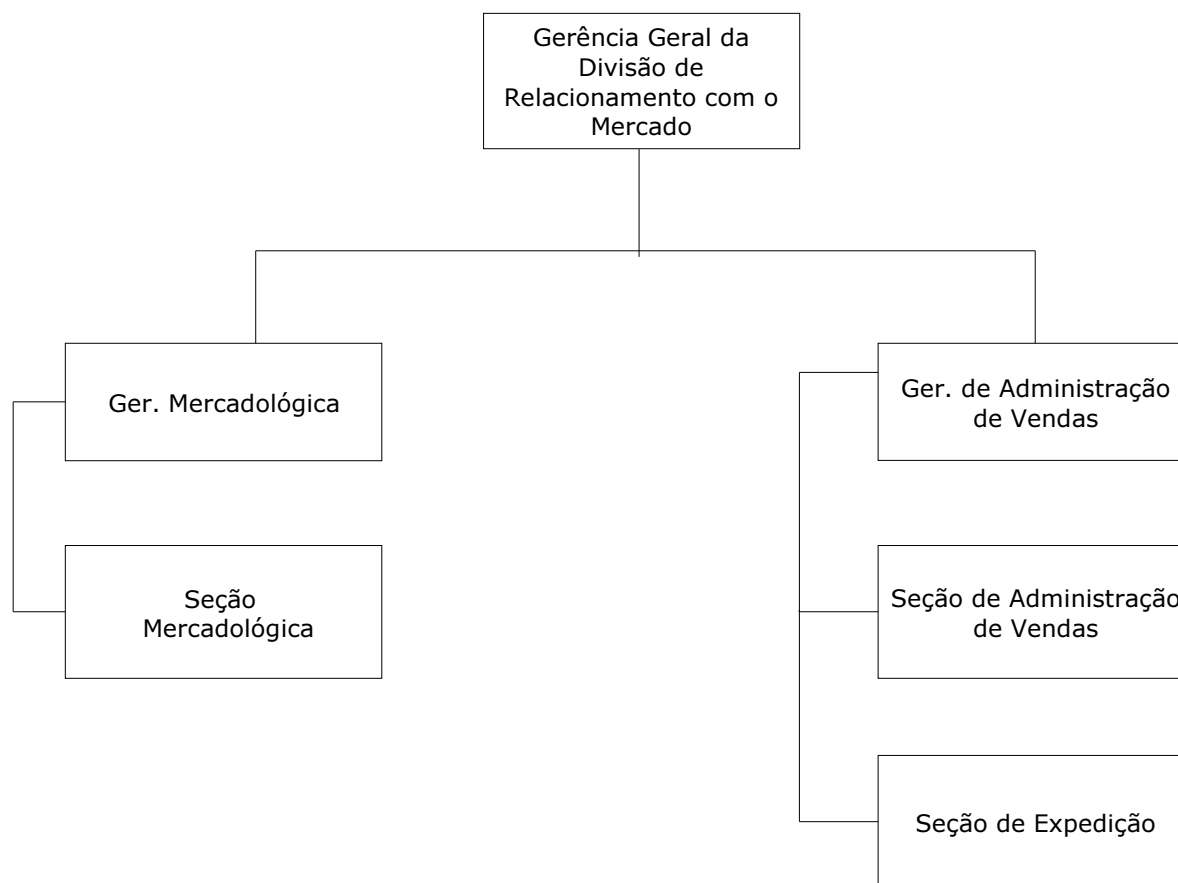 Gerência Geral da
Divisão de
Relacionamento com o
Mercado
Ger. Mercadológica
Ger. de Administração
de Vendas
Seção
Mercadológica
Seção de Administração
de Vendas
Seção de Expedição